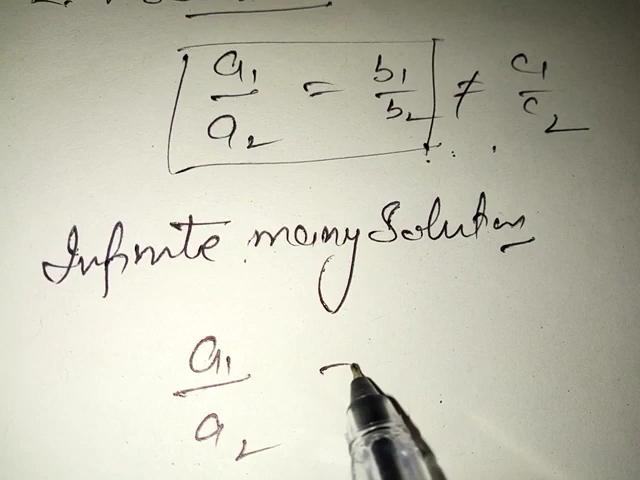 a₁/a₂ = b₁/b₂ ≠ c₁/c₂
Infinite many Solution
a₁/a₂